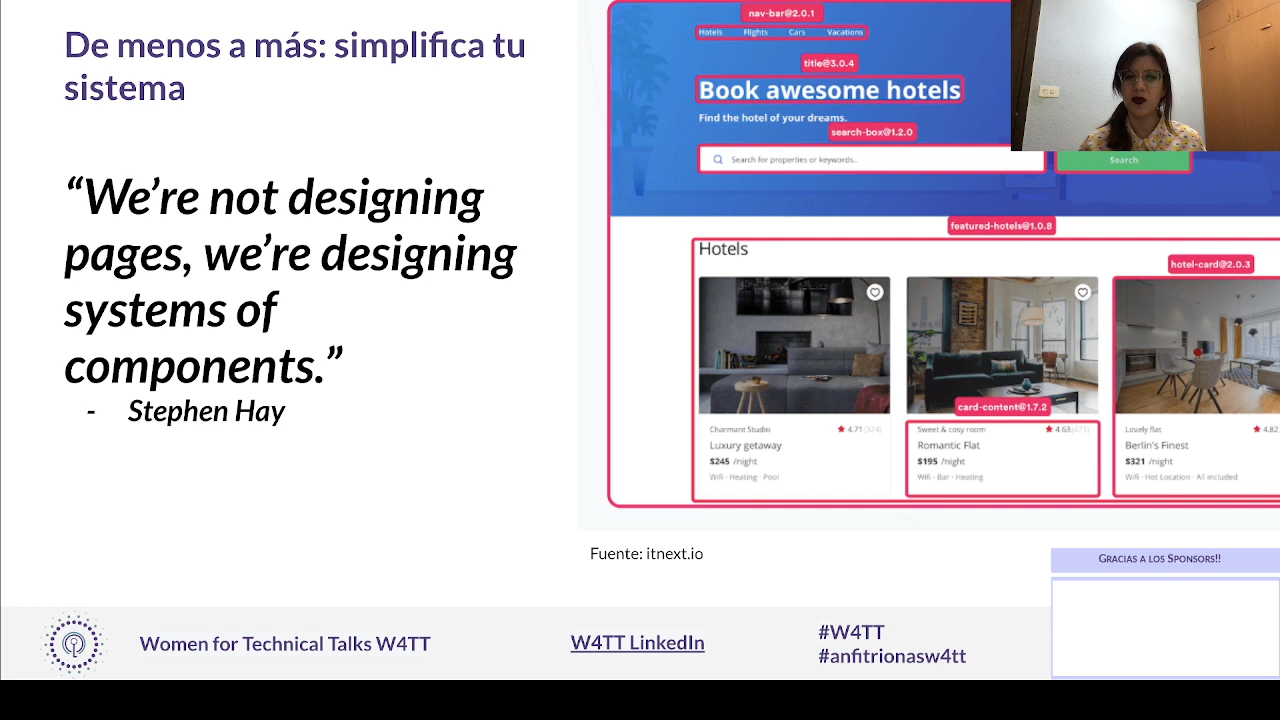 De menos a más: simplifica tu
sistema
“We’re not designing
pages, we’re designing
systems of
components.”
- Stephen Hay
nav-bar@2.0.1
Hotels Flights Cars Vacations
title@3.0.4
Book awesome hotels
Find the hotel of your dreams.
search-box@1.2.0
Search for properties or keywords..
Search
featured-hotels@1.0.8
Hotels
hotel-card@2.0.3
card-content@1.7.2
Charmant Studio 4.71 (324)
Luxury getaway
$245 /night
Wifi · Heating · Pool
Sweet & cosy room 4.63 (471)
Romantic Flat
$195 /night
Wifi · Bar · Heating
Lovely flat 4.82
Berlin's Finest
$321 /night
Wifi · Hot Location · All included
Fuente: itnext.io
Gracias a los Sponsors!!
Women for Technical Talks W4TT
W4TT LinkedIn
#W4TT
#anfitrionasw4tt